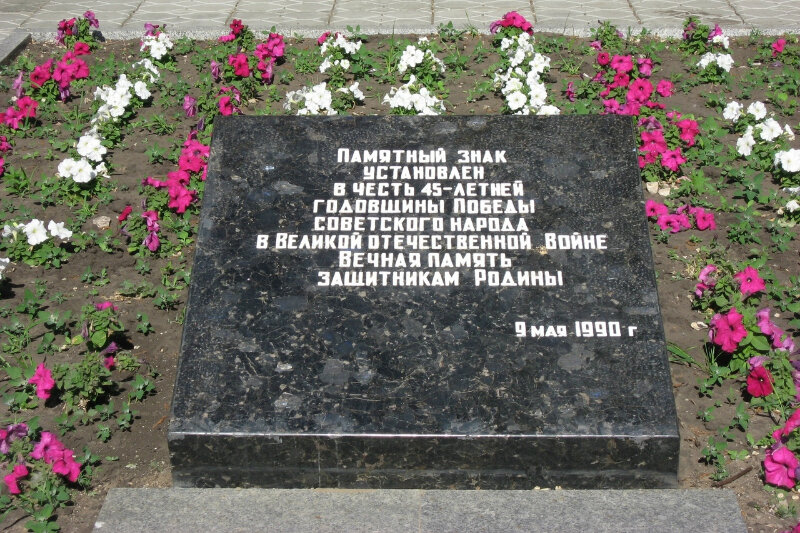 Памятный знак
установлен
в честь 45-летней
годовщины Победы
советского народа
в Великой отечественной Войне
Вечная память
защитникам Родины
9 мая 1990 г